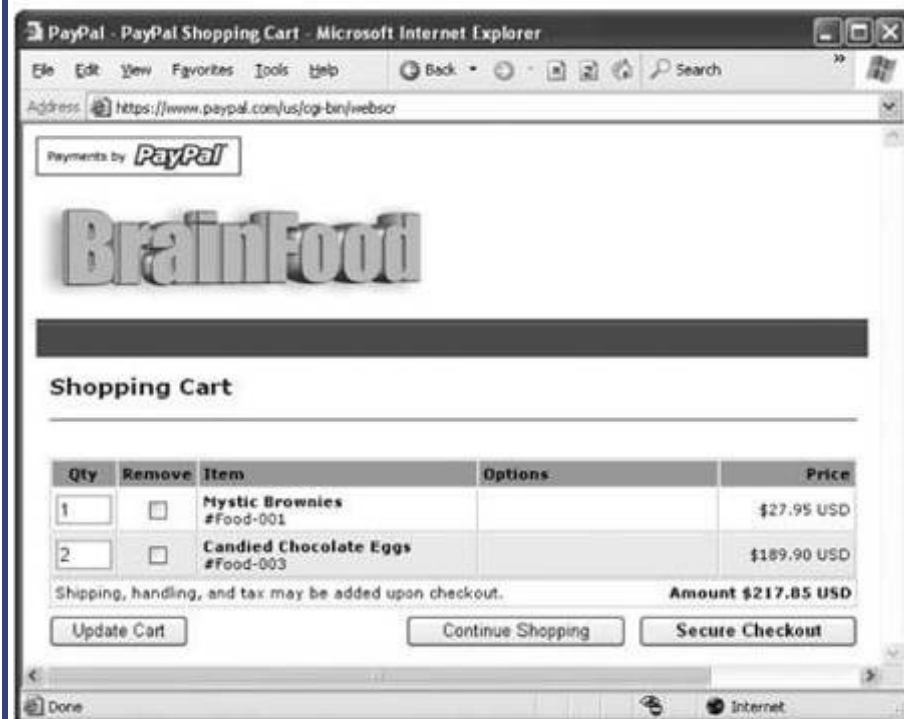 PayPal - PayPal Shopping Cart - Microsoft Internet Explorer
File Edit View Favorites Tools Help Back Search »
Address https://www.paypal.com/us/cgi-bin/webscr
Payments by PayPal
BrainFood
Shopping Cart
Qty Remove Item Options Price
1 Mystic Brownies $27.95 USD
#Food-001
2 Candied Chocolate Eggs $189.90 USD
#Food-003
Shipping, handling, and tax may be added upon checkout. Amount $217.85 USD
Update Cart Continue Shopping Secure Checkout
Done Internet